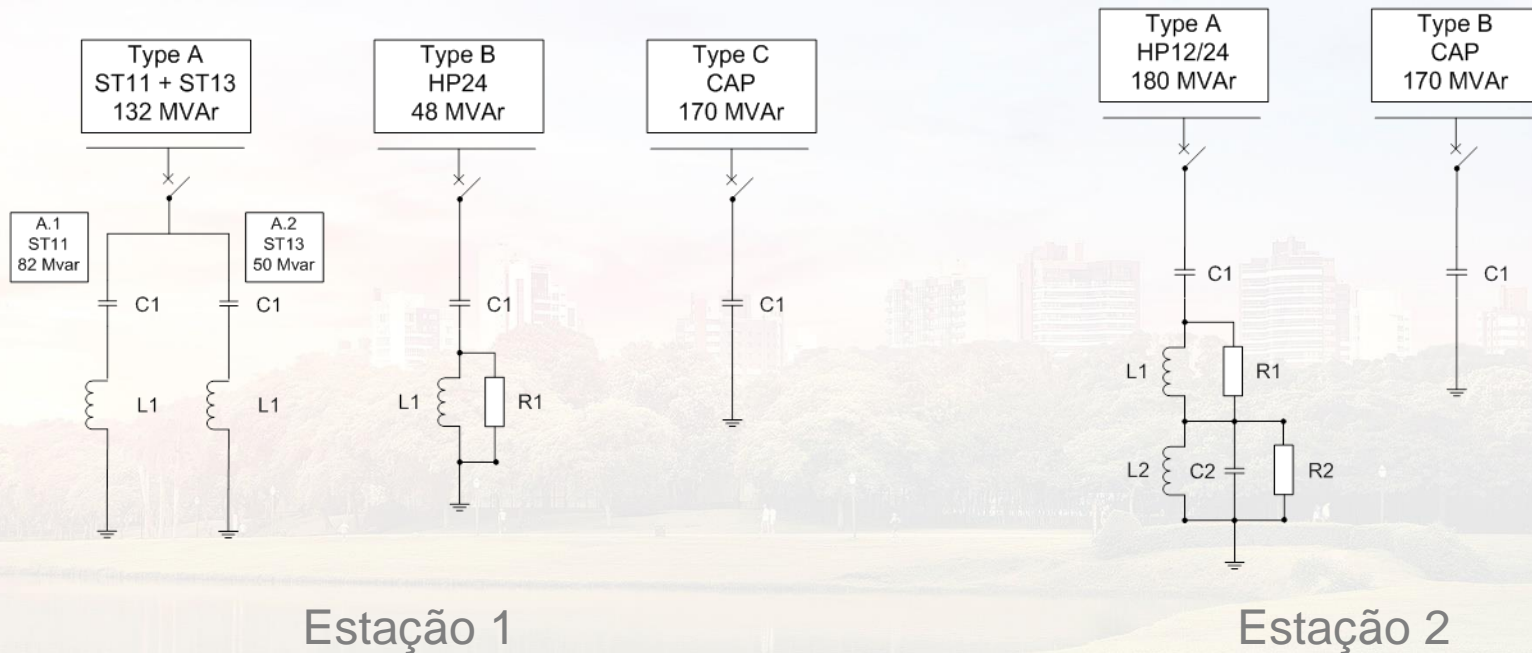 Type A
ST11 + ST13
132 MVAr
Type B
HP24
48 MVAr
Type C
CAP
170 MVAr
Type A
HP12/24
180 MVAr
Type B
CAP
170 MVAr
A.1
ST11
82 Mvar
A.2
ST13
50 Mvar
C1
C1
C1
C1
C1
C1
L1
L1
L1
R1
L1
R1
L2
C2
R2
Estação 1
Estação 2